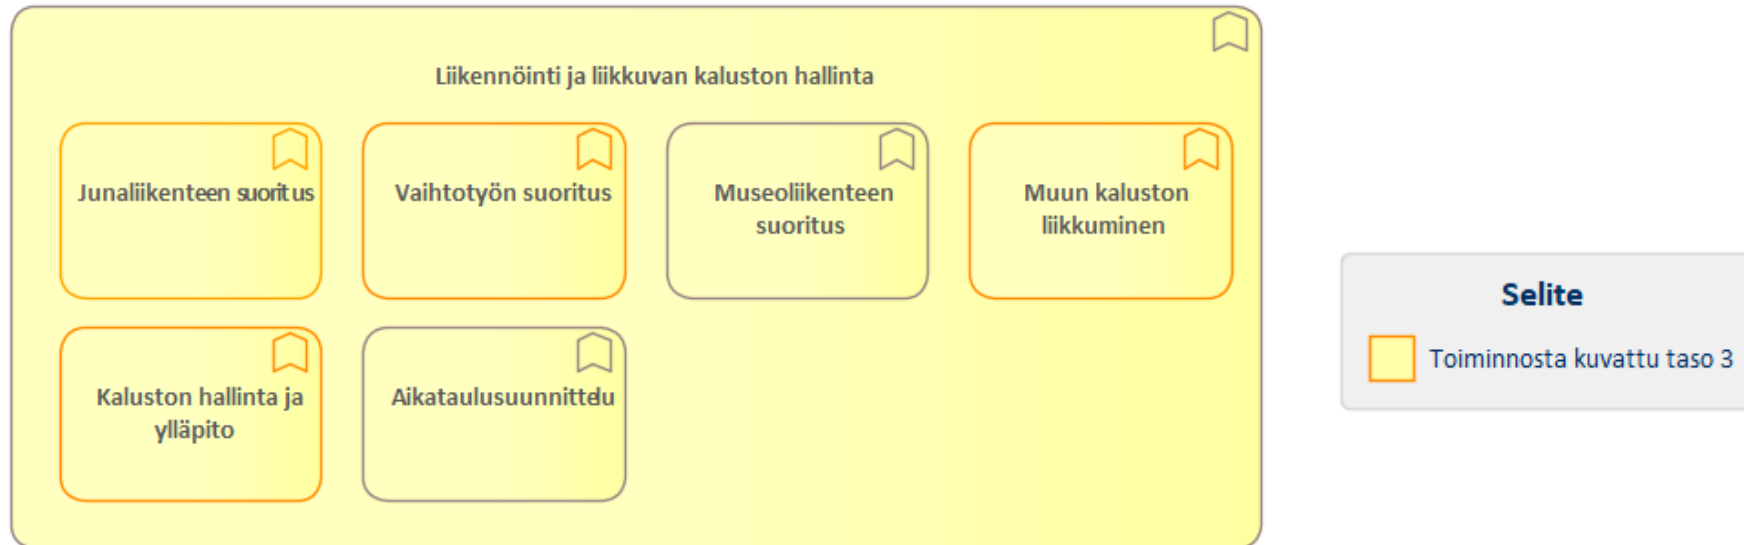 Liikennöinti ja liikkuvan kaluston hallinta
Junaliikenteen suoritus
Vaihtotyön suoritus
Museoliikenteen
suoritus
Muun kaluston
liikkuminen
Kaluston hallinta ja
ylläpito
Aikataulusuunnittelu
Selite
Toiminnosta kuvattu taso 3